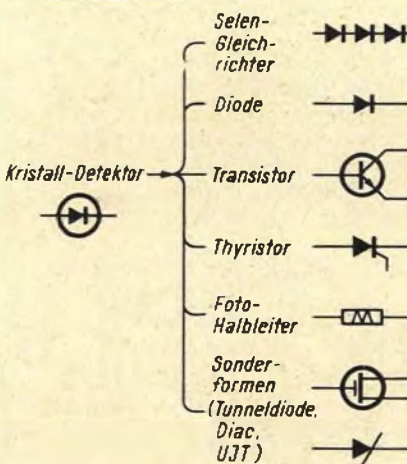 Selen-
Gleich-
richter
Diode
Kristall-Detektor
Transistor
Thyristor
Foto-
Halbleiter
Sonder-
formen
(Tunneldiode,
Diac,
UJT)